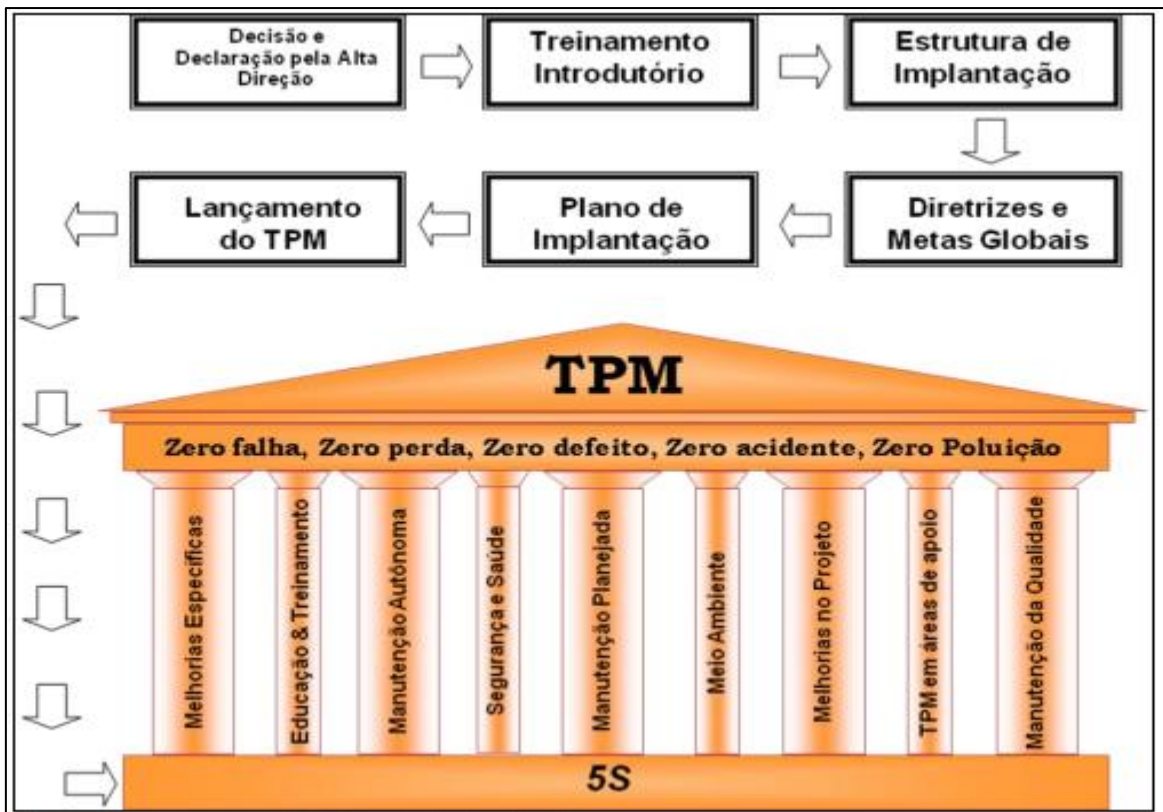 Decisão e
Declaração pela Alta
Direção
Treinamento
Introdutório
Estrutura de
Implantação
Lançamento
do TPM
Plano de
Implantação
Diretrizes e
Metas Globais
TPM
Zero falha, Zero perda, Zero defeito, Zero acidente, Zero Poluição
Melhorias Específicas
Educação & Treinamento
Manutenção Autônoma
Segurança e Saúde
Manutenção Planejada
Meio Ambiente
Melhorias no Projeto
TPM em áreas de apoio
Manutenção da Qualidade
5S